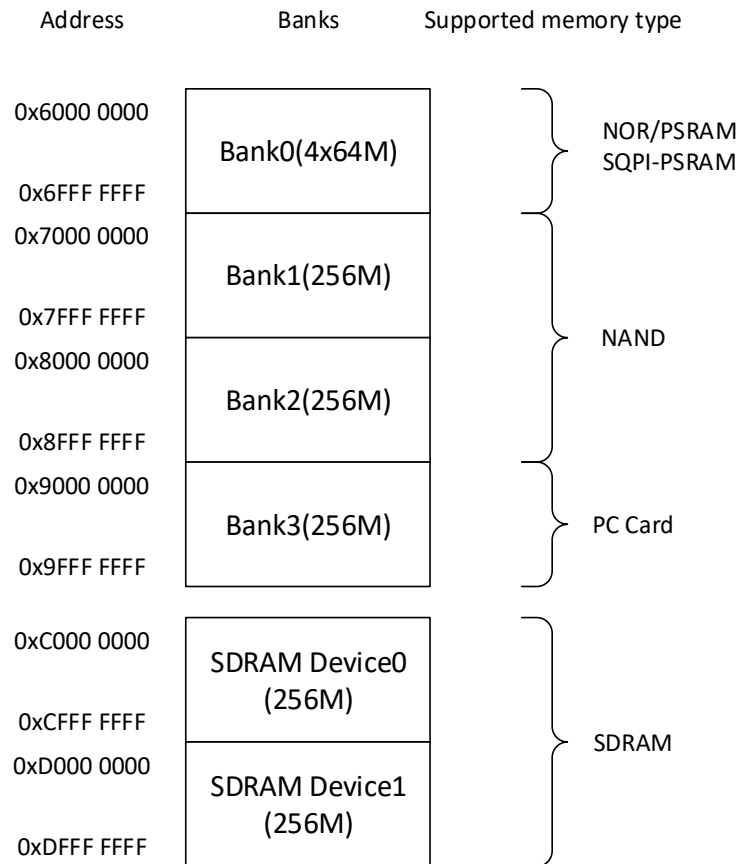 Address Banks Supported memory type
0x6000 0000
Bank0(4x64M)
NOR/PSRAM
SQPI-PSRAM
0x6FFF FFFF
0x7000 0000
Bank1(256M)
0x7FFF FFFF
NAND
0x8000 0000
Bank2(256M)
0x8FFF FFFF
0x9000 0000
Bank3(256M)
PC Card
0x9FFF FFFF
0xC000 0000
SDRAM Device0
(256M)
0xCFFF FFFF
SDRAM
0xD000 0000
SDRAM Device1
(256M)
0xDFFF FFFF